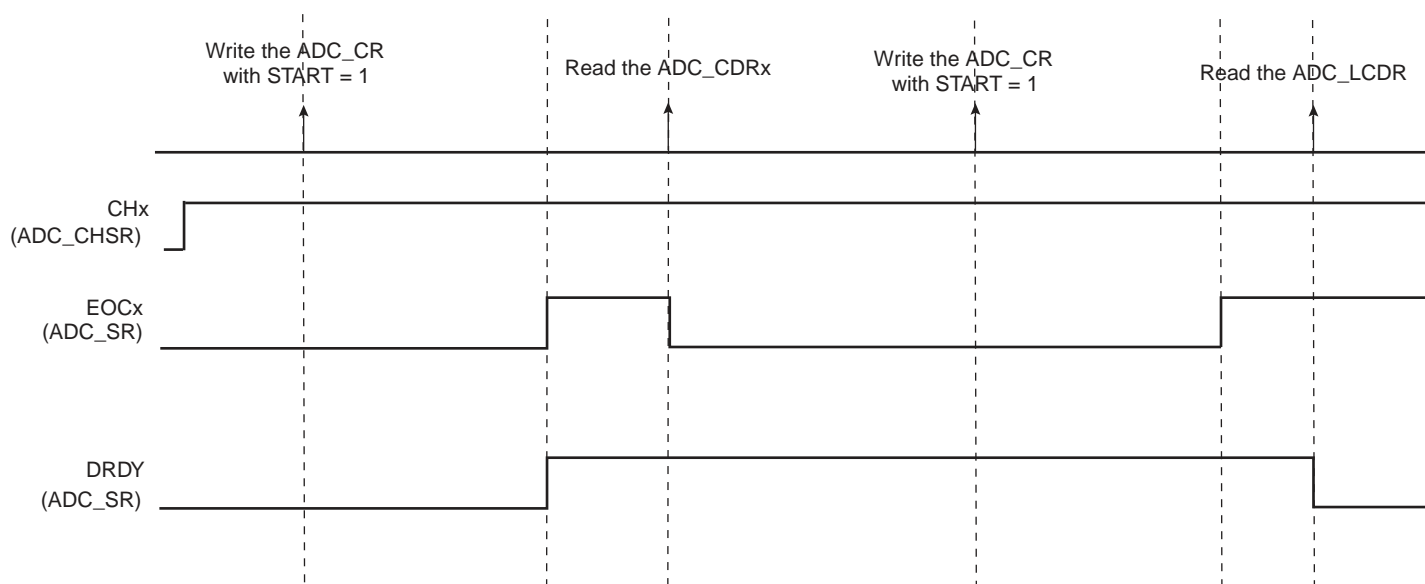 Write the ADC_CR
with START = 1
Read the ADC_CDRx
Write the ADC_CR
with START = 1
Read the ADC_LCDR
CHx
(ADC_CHSR)
EOCx
(ADC_SR)
DRDY
(ADC_SR)